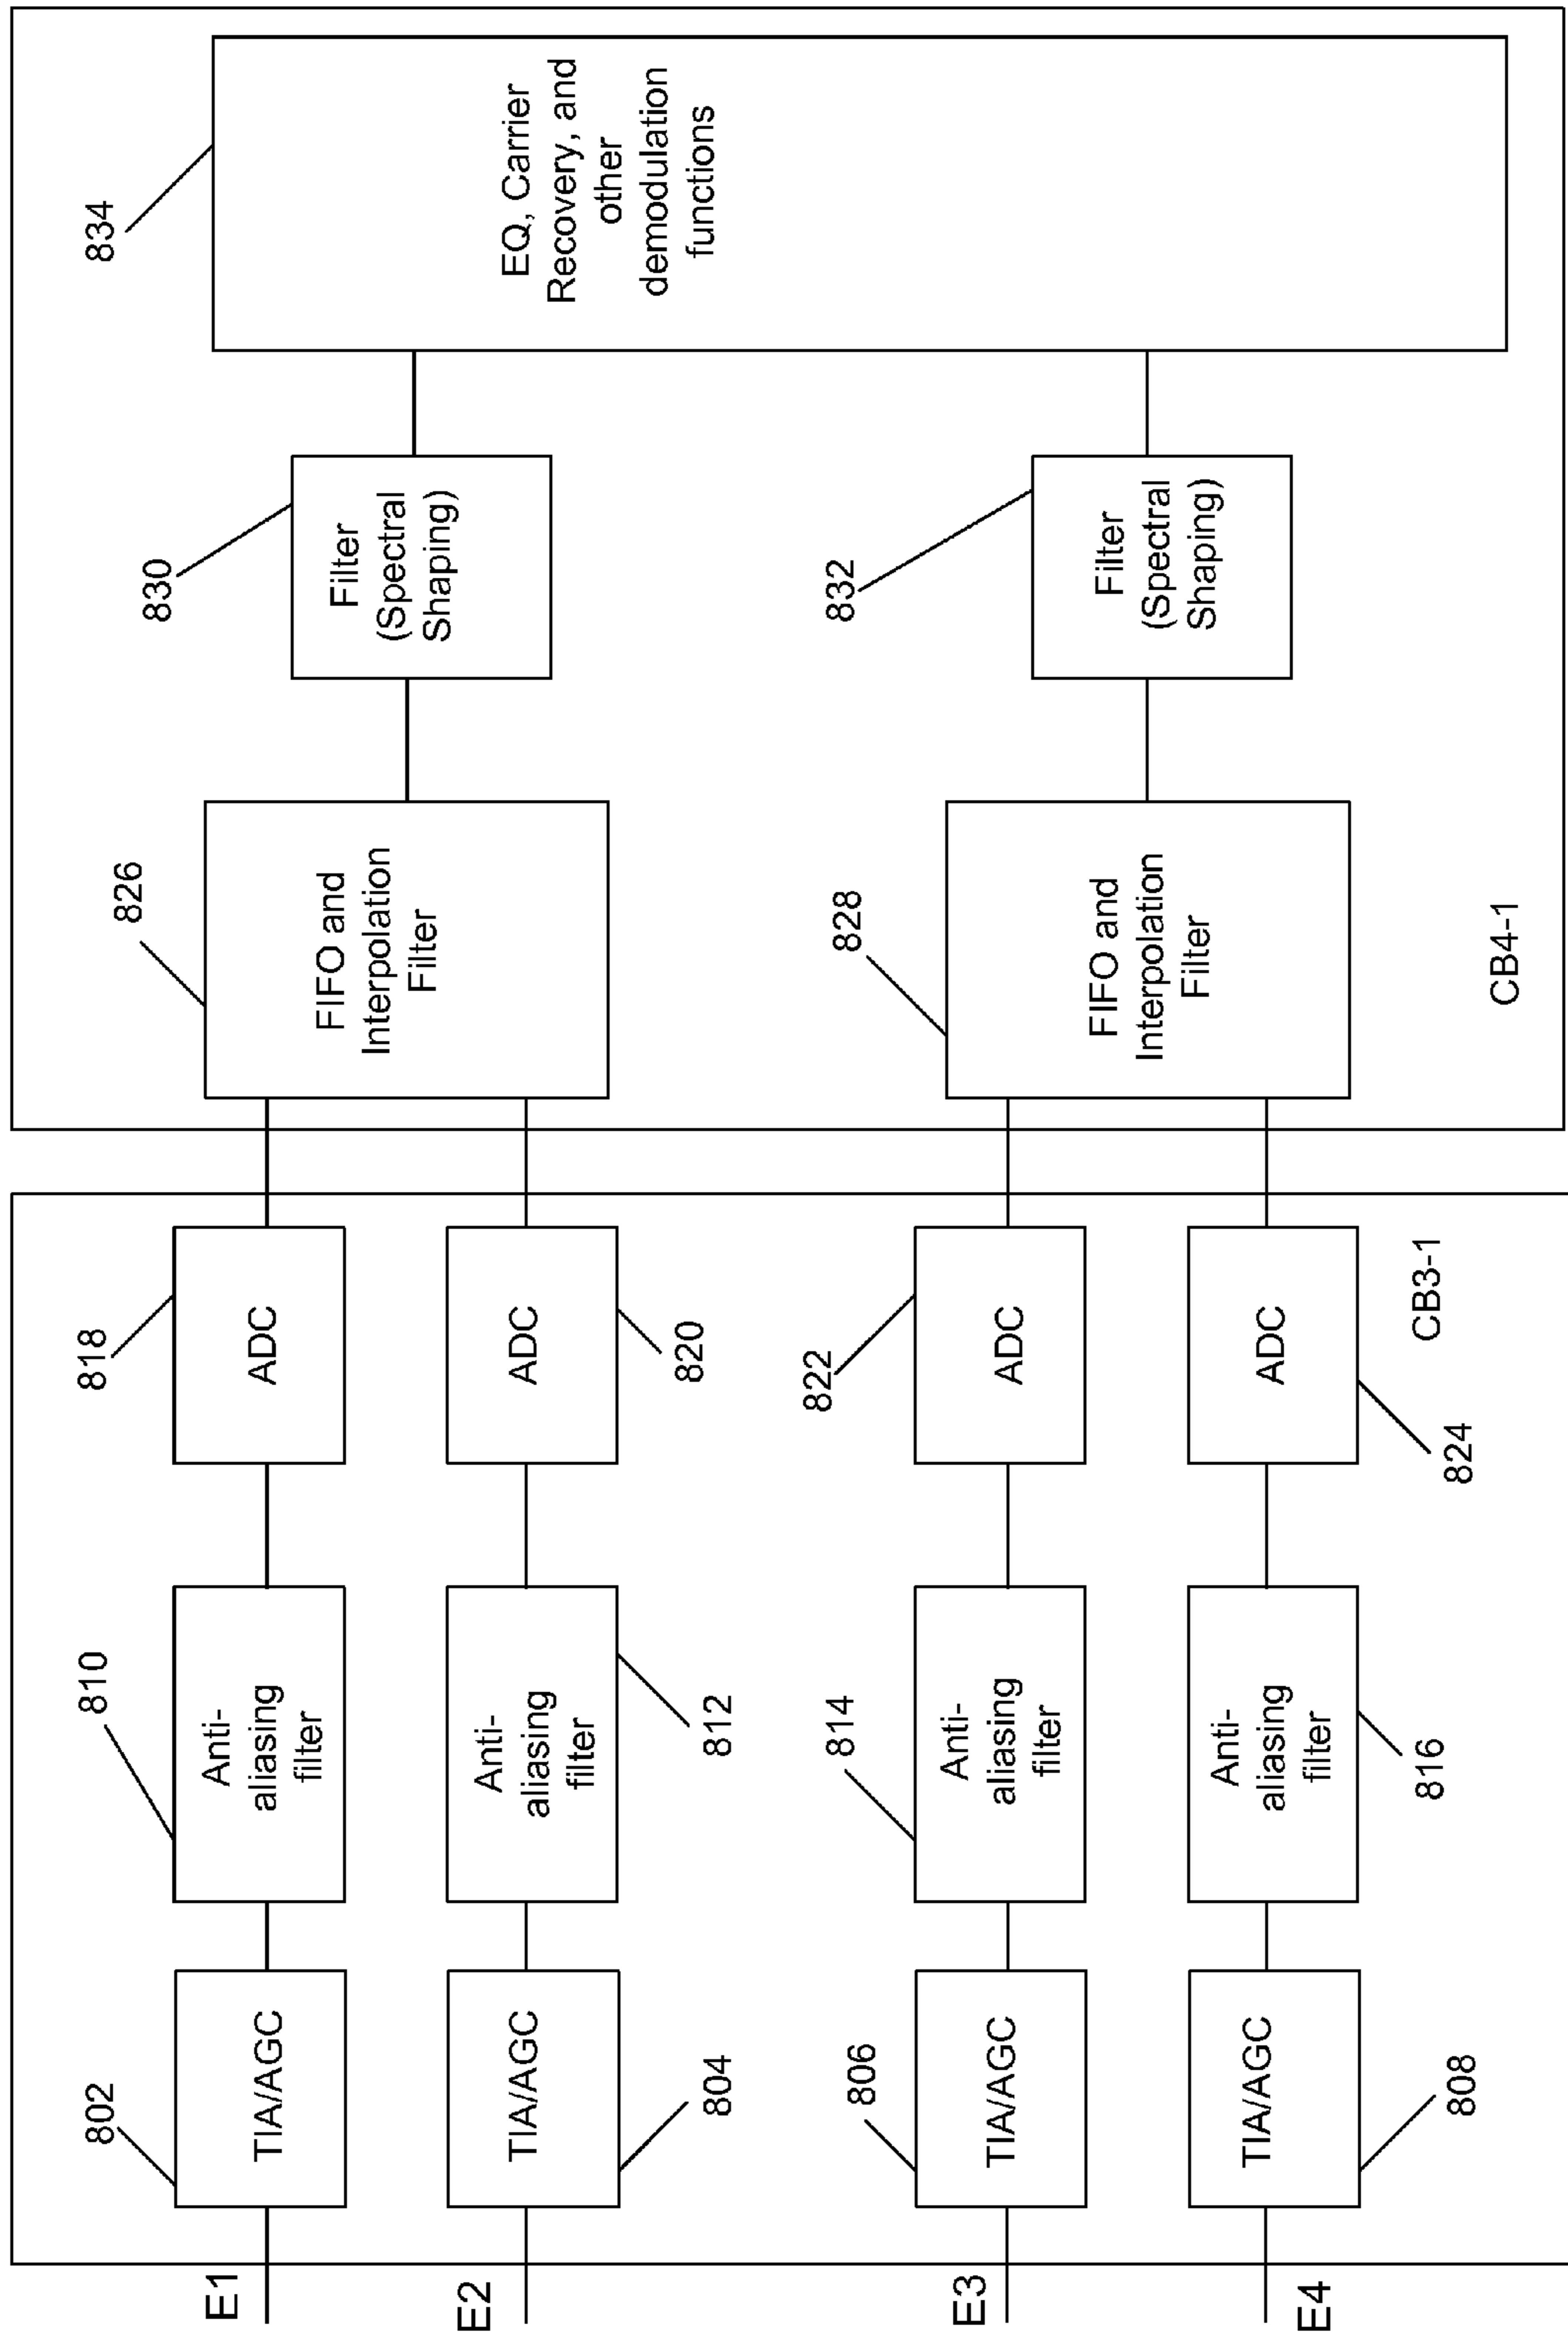 E1
802
TIA/AGC
810
Anti-
aliasing
filter
818
ADC
E2
804
TIA/AGC
812
Anti-
aliasing
filter
820
ADC
E3
806
TIA/AGC
814
Anti-
aliasing
filter
822
ADC
E4
808
TIA/AGC
816
Anti-
aliasing
filter
824
ADC
CB3-1
826
FIFO and
Interpolation
Filter
830
Filter
(Spectral
Shaping)
828
FIFO and
Interpolation
Filter
832
Filter
(Spectral
Shaping)
834
EQ, Carrier
Recovery, and
other
demodulation
functions
CB4-1